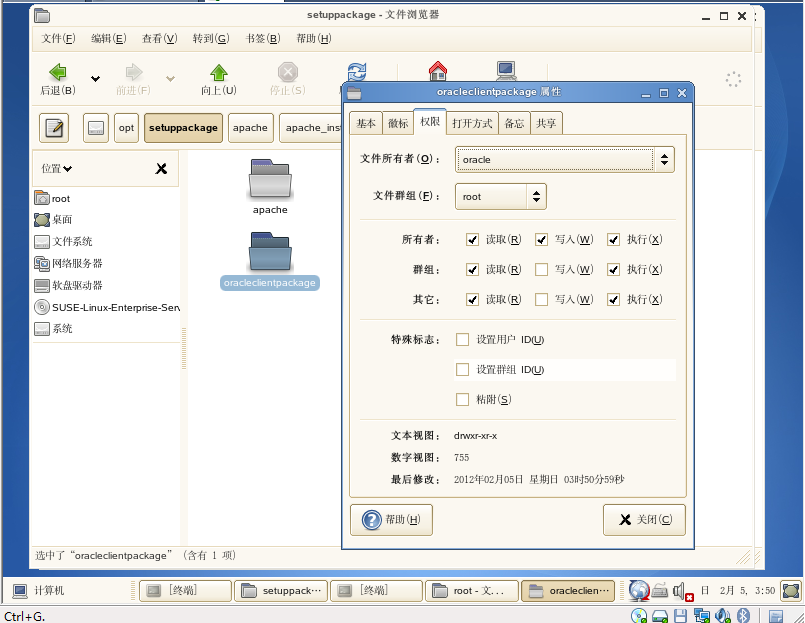 setuppackage - 文件浏览器
文件(F) 编辑(E) 查看(V) 转到(G) 书签(B) 帮助(H)
后退(B) 前进(F) 向上(U) 停止(S)
opt setuppackage apache apache_inst
位置
root
桌面
文件系统
网络服务器
软盘驱动器
SUSE-Linux-Enterprise-Serv
系统
apache
oracleclientpackage
选中了“oracleclientpackage” (含有 1 项)
oracleclientpackage 属性
基本 徽标 权限 打开方式 备忘 共享
文件所有者(O): oracle
文件群组(F): root
所有者: 读取(R) 写入(W) 执行(X)
群组: 读取(R) 写入(W) 执行(X)
其它: 读取(R) 写入(W) 执行(X)
特殊标志: 设置用户 ID(U)
设置群组 ID(U)
粘附(S)
文本视图: drwxr-xr-x
数字视图: 755
最后修改: 2012年02月05日 星期日 03时50分59秒
帮助(H) 关闭(C)
计算机 [终端] setuppack… [终端] root - 文… oracleclien… 日 2月 5, 3:50
Ctrl+G.